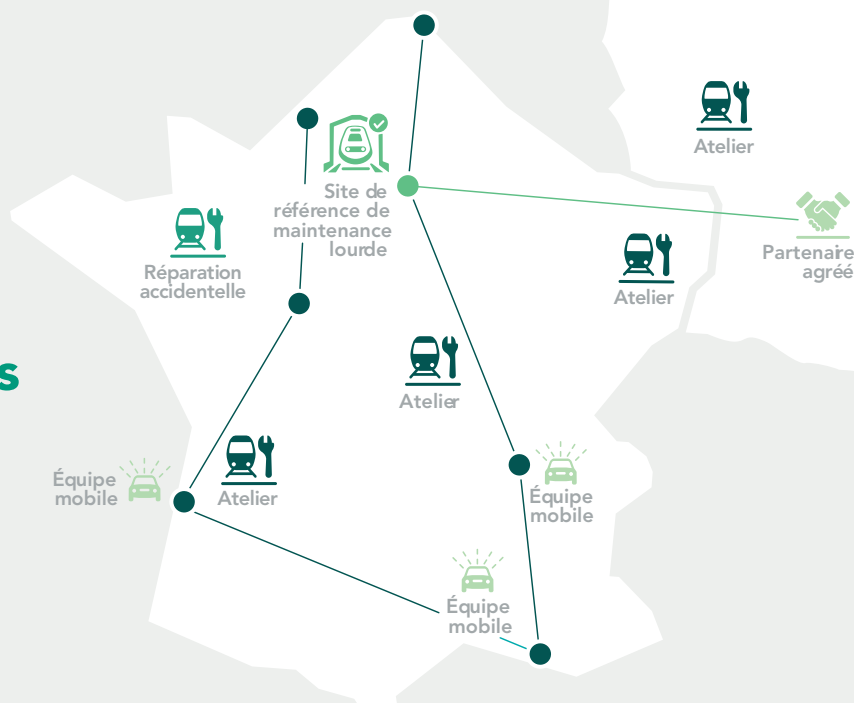 Atelier
Site de
référence de
maintenance
lourde
Partenaire
agréé
Réparation
accidentelle
Atelier
s
Atelier
Équipe
mobile
Atelier
Équipe
mobile
Équipe
mobile